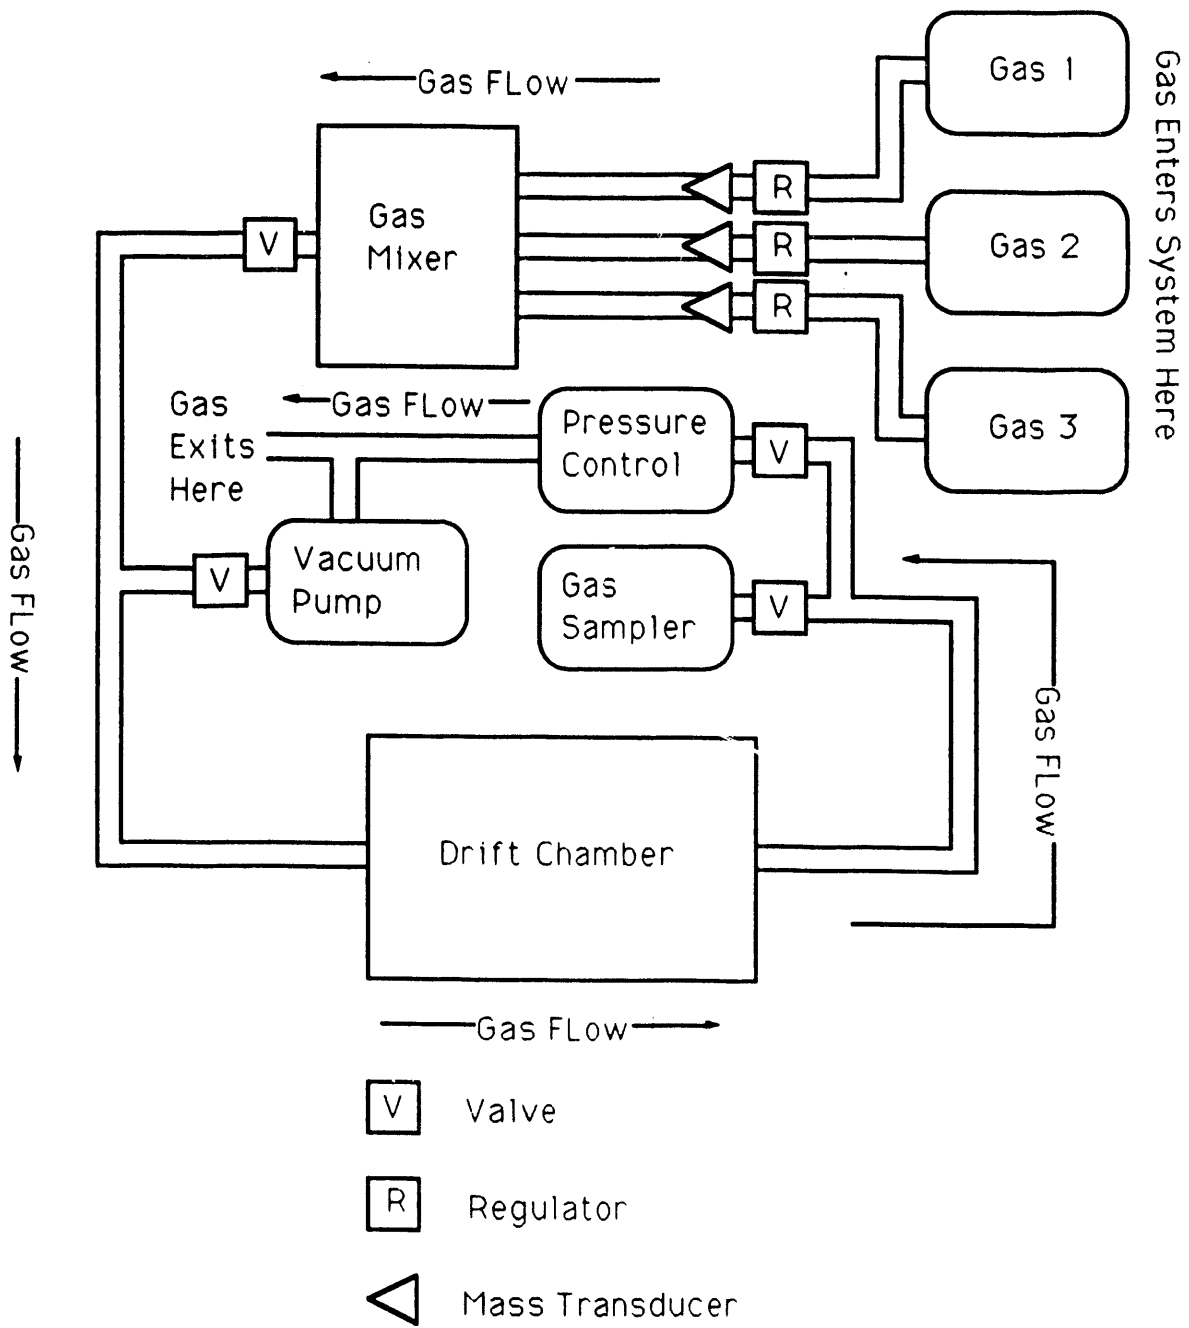 Gas FLow
Gas 1
Gas Enters System Here
R
Gas
Mixer
V
R
Gas 2
R
Gas 3
Gas FLow
Gas
Exits
Here
Pressure
Control
V
Gas FLow
V
Vacuum
Pump
Gas
Sampler
V
Gas FLow
Drift Chamber
Gas FLow
V
Valve
R
Regulator
Mass Transducer